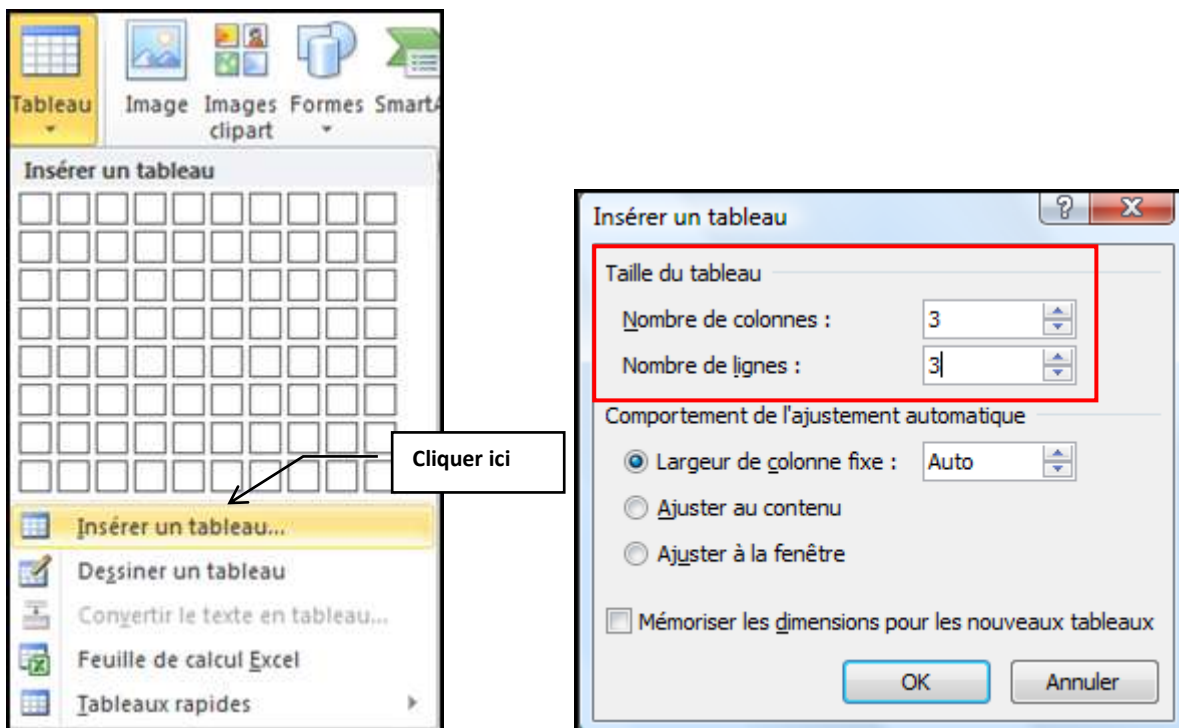 Tableau
Image
Images
clipart
Formes
SmartA
Insérer un tableau
Cliquer ici
Insérer un tableau...
Dessiner un tableau
Convertir le texte en tableau...
Feuille de calcul Excel
Tableaux rapides
Insérer un tableau
Taille du tableau
Nombre de colonnes : 3
Nombre de lignes : 3
Comportement de l'ajustement automatique
Largeur de colonne fixe : Auto
Ajuster au contenu
Ajuster à la fenêtre
Mémoriser les dimensions pour les nouveaux tableaux
OK Annuler